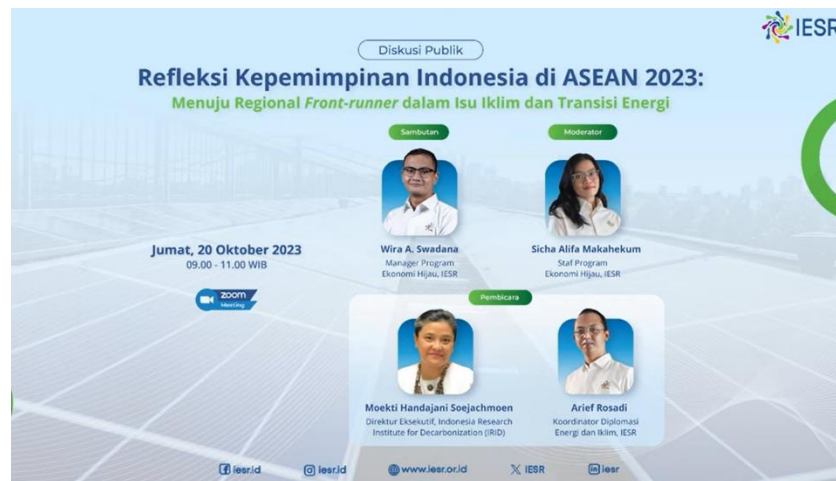 IESR
Diskusi Publik
Refleksi Kepemimpinan Indonesia di ASEAN 2023:
Menuju Regional Front-runner dalam Isu Iklim dan Transisi Energi
Sambutan
Moderator
Jumat, 20 Oktober 2023
09.00 - 11.00 WIB
zoom
Meeting
Wira A. Swadana
Manager Program
Ekonomi Hijau, IESR
Sicha Alifa Makahekum
Staf Program
Ekonomi Hijau, IESR
Pembicara
Moekti Handajani Soejachmoen
Direktur Eksekutif, Indonesia Research
Institute for Decarbonization (IRID)
Arief Rosadi
Koordinator Diplomasi
Energi dan Iklim, IESR
iesr.id
iesr.id
www.iesr.or.id
IESR
iesr